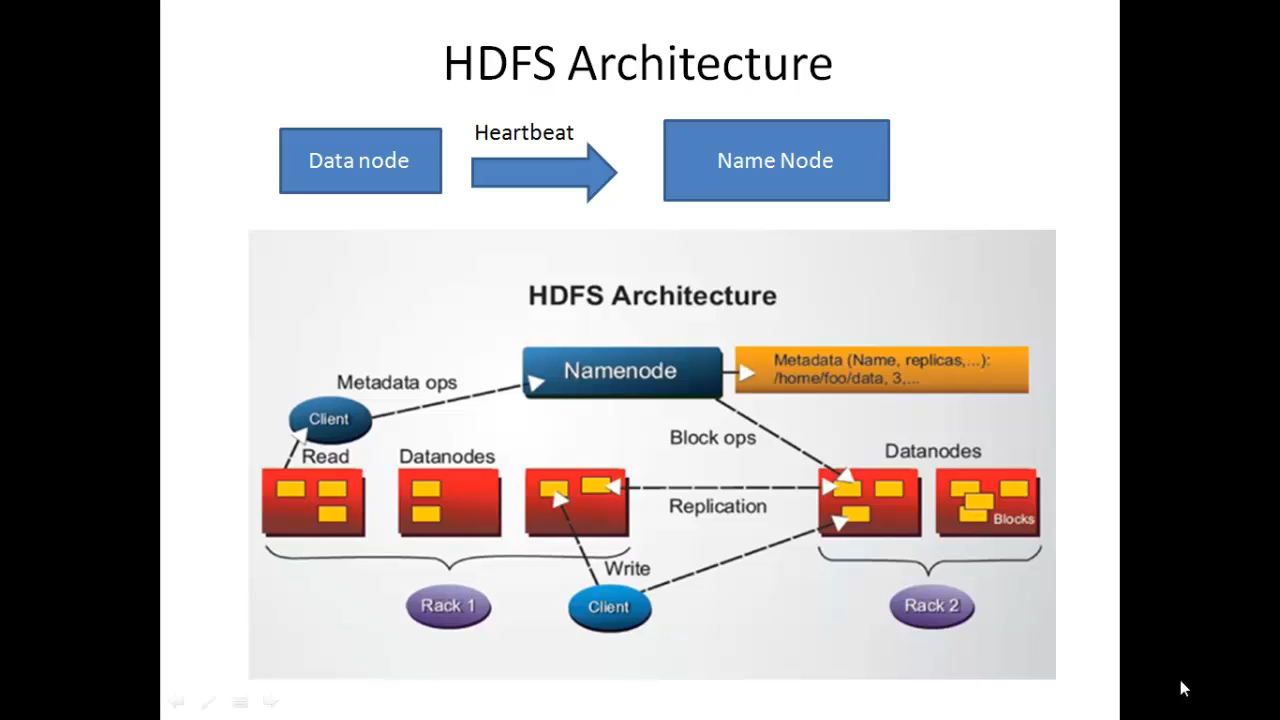 HDFS Architecture
Heartbeat
Data node
Name Node
HDFS Architecture
Namenode
Metadata (Name, replicas,...):
/home/foo/data, 3,...
Metadata ops
Client
Block ops
Read
Datanodes
Datanodes
Replication
Blocks
Write
Rack 1
Client
Rack 2